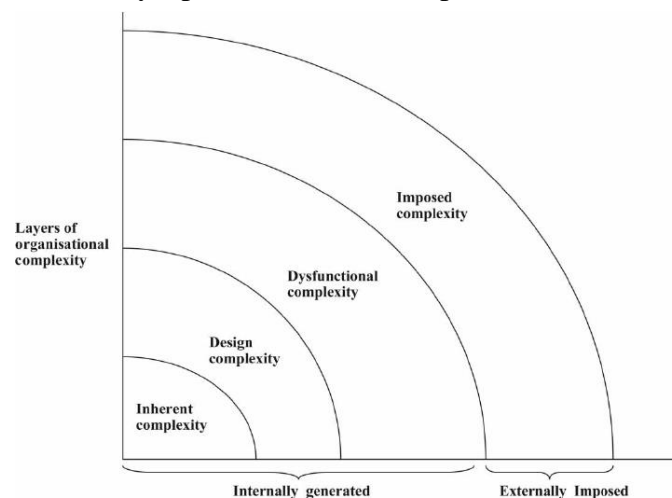 Imposed
complexity
Layers of
organisational
complexity
Dysfunctional
complexity
Design
complexity
Inherent
complexity
Internally generated
Externally Imposed